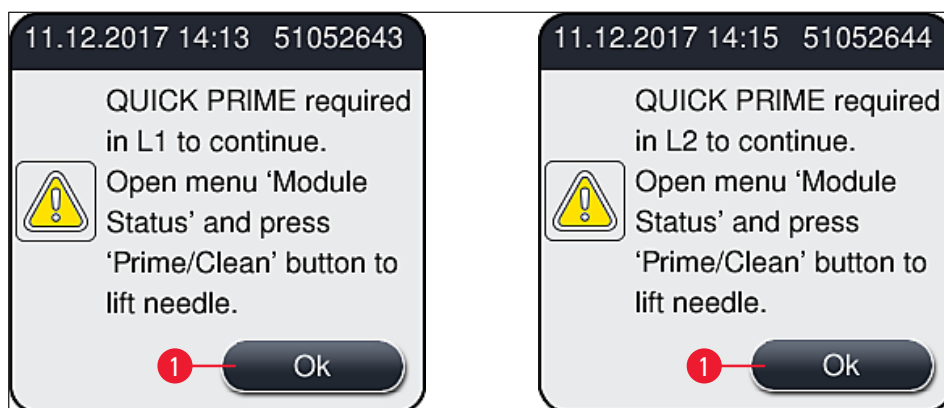 11.12.2017 14:13 51052643
QUICK PRIME required
in L1 to continue.
Open menu ‘Module
Status’ and press
‘Prime/Clean’ button to
lift needle.
1
Ok
11.12.2017 14:15 51052644
QUICK PRIME required
in L2 to continue.
Open menu ‘Module
Status’ and press
‘Prime/Clean’ button to
lift needle.
1
Ok